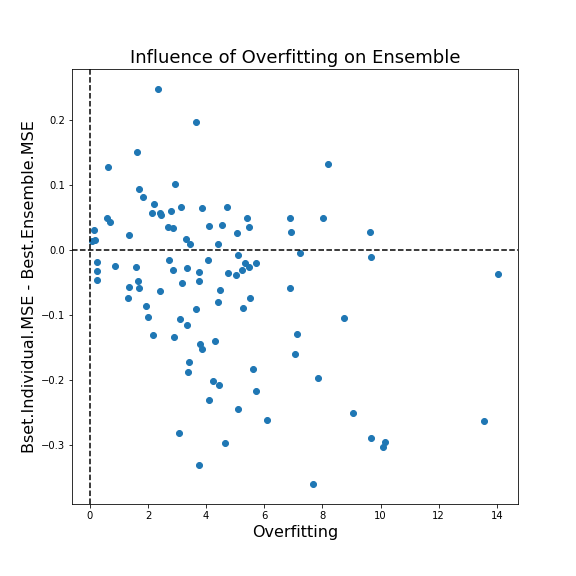 Influence of Overfitting on Ensemble
Bset.Individual.MSE - Best.Ensemble.MSE
0.2
0.1
0.0
−0.1
−0.2
−0.3
0 2 4 6 8 10 12 14
Overfitting